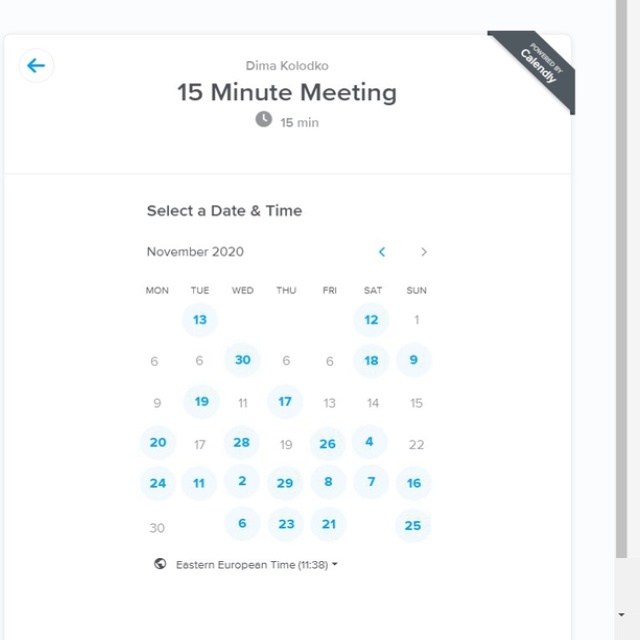 POWERED BY
Calendly
Dima Kolodko
15 Minute Meeting
15 min
Select a Date & Time
November 2020
MON TUE WED THU FRI SAT SUN
13 12 1
6 6 30 6 6 18 9
9 19 11 17 13 14 15
20 17 28 19 26 4 22
24 11 2 29 8 7 16
30 6 23 21 25
Eastern European Time (11:38)